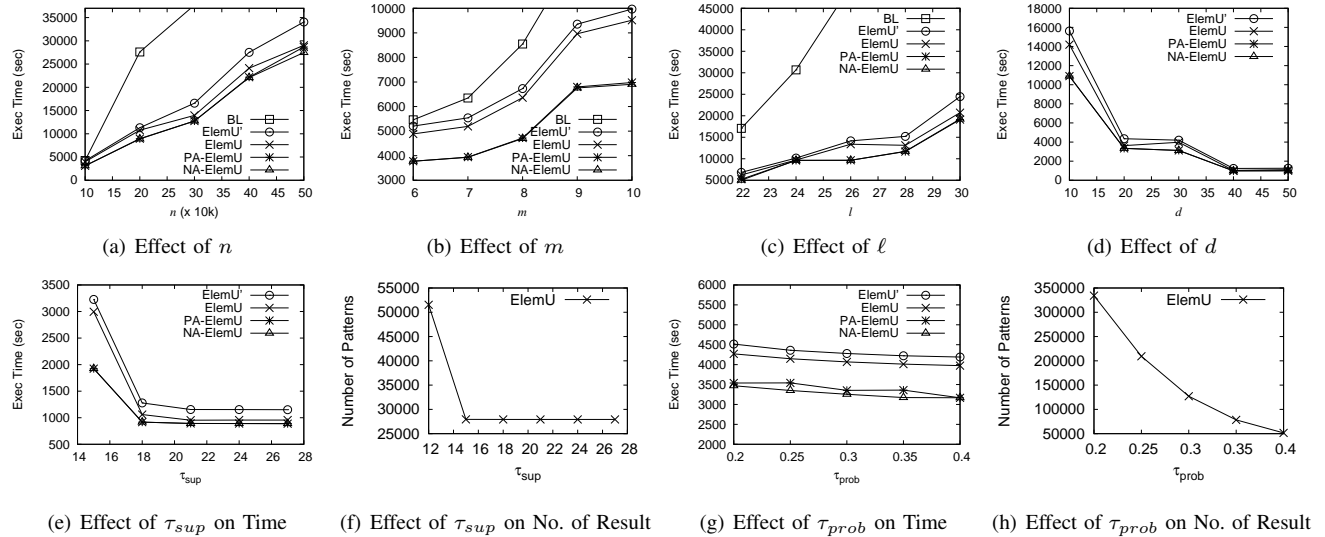 Exec Time (sec)
35000
30000
25000
20000
15000
10000
5000
0
10 15 20 25 30 35 40 45 50
n (x 10k)
BL
ElemU'
ElemU
PA-ElemU
NA-ElemU
(a) Effect of n
Exec Time (sec)
10000
9000
8000
7000
6000
5000
4000
3000
6 7 8 9 10
m
BL
ElemU'
ElemU
PA-ElemU
NA-ElemU
(b) Effect of m
Exec Time (sec)
45000
40000
35000
30000
25000
20000
15000
10000
5000
22 23 24 25 26 27 28 29 30
l
BL
ElemU'
ElemU
PA-ElemU
NA-ElemU
(c) Effect of ℓ
Exec Time (sec)
18000
16000
14000
12000
10000
8000
6000
4000
2000
0
10 15 20 25 30 35 40 45 50
d
ElemU'
ElemU
PA-ElemU
NA-ElemU
(d) Effect of d
Exec Time (sec)
3500
3000
2500
2000
1500
1000
500
14 16 18 20 22 24 26 28
τsup
ElemU'
ElemU
PA-ElemU
NA-ElemU
(e) Effect of τsup on Time
Number of Patterns
55000
50000
45000
40000
35000
30000
25000
12 14 16 18 20 22 24 26 28
τsup
ElemU
(f) Effect of τsup on No. of Result
Exec Time (sec)
6000
5500
5000
4500
4000
3500
3000
2500
2000
0.2 0.25 0.3 0.35 0.4
τprob
ElemU'
ElemU
PA-ElemU
NA-ElemU
(g) Effect of τprob on Time
Number of Patterns
350000
300000
250000
200000
150000
100000
50000
0.2 0.25 0.3 0.35 0.4
τprob
ElemU
(h) Effect of τprob on No. of Result